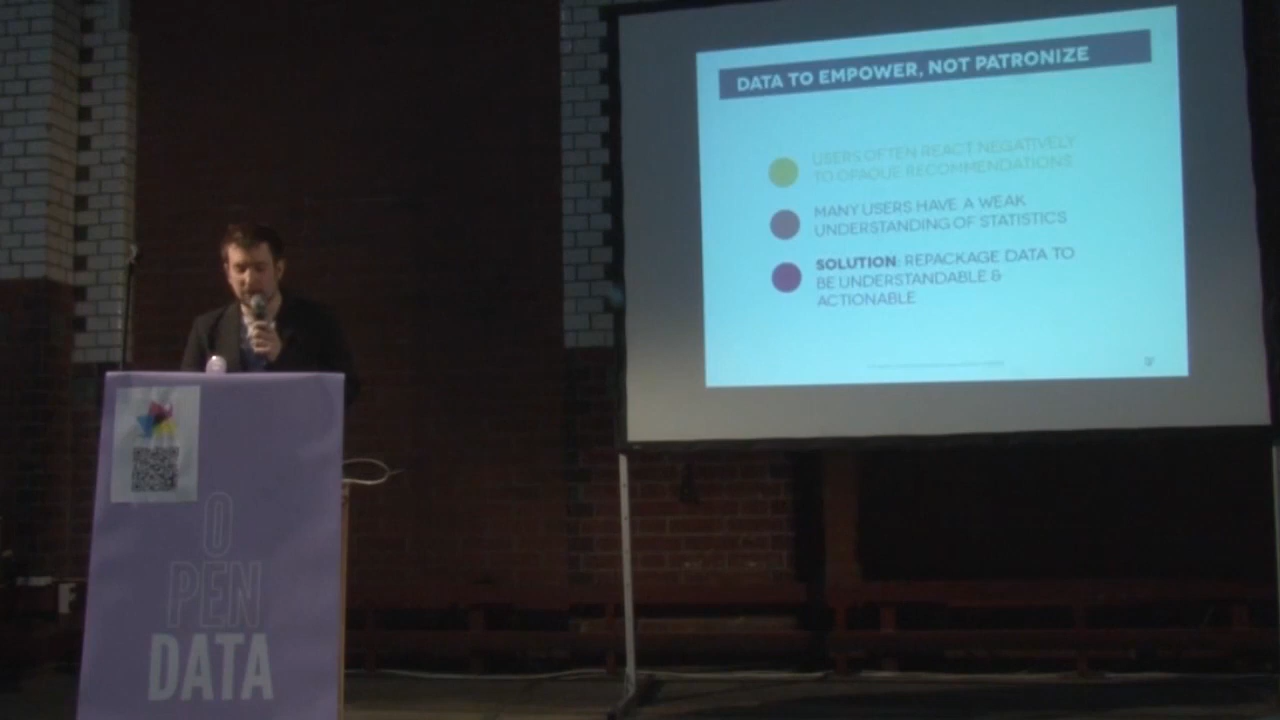 DATA TO EMPOWER, NOT PATRONIZE
USERS OFTEN REACT NEGATIVELY
TO OPAQUE RECOMMENDATIONS
MANY USERS HAVE A WEAK
UNDERSTANDING OF STATISTICS
SOLUTION: REPACKAGE DATA TO
BE UNDERSTANDABLE &
ACTIONABLE
O
PEN
DATA